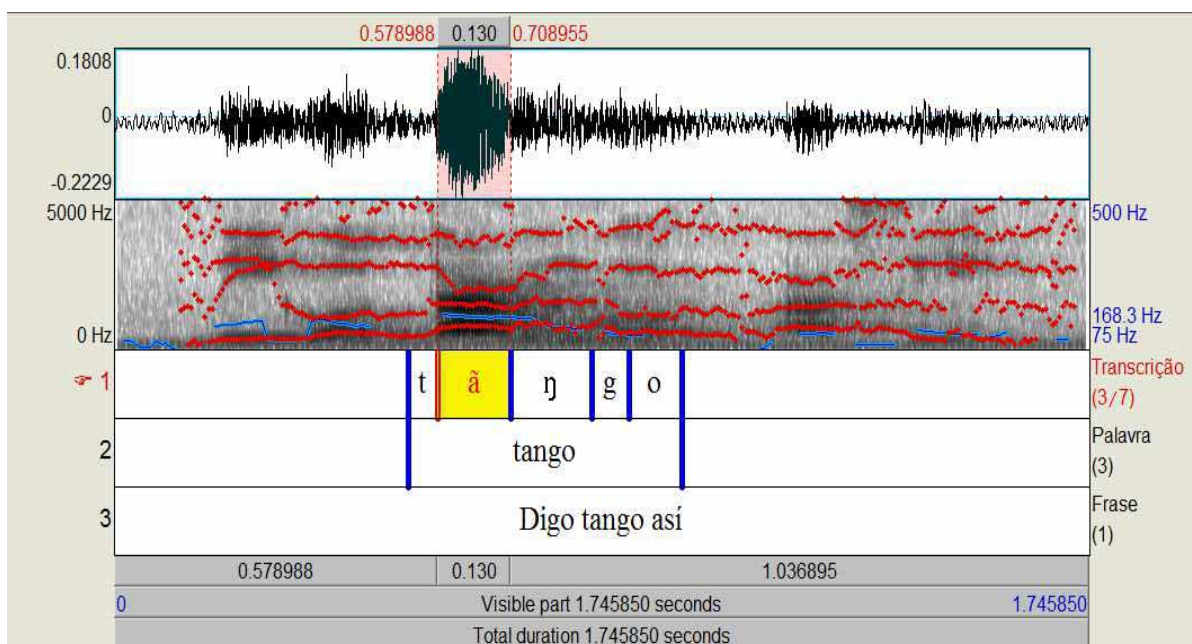 0.578988 0.130 0.708955
0.1808
0
-0.2229
5000 Hz 500 Hz
168.3 Hz
0 Hz 75 Hz
☞ 1 t ã ŋ g o Transcrição
(3/7)
2 tango Palavra
(3)
3 Digo tango así Frase
(1)
0.578988 0.130 1.036895
0 Visible part 1.745850 seconds 1.745850
Total duration 1.745850 seconds